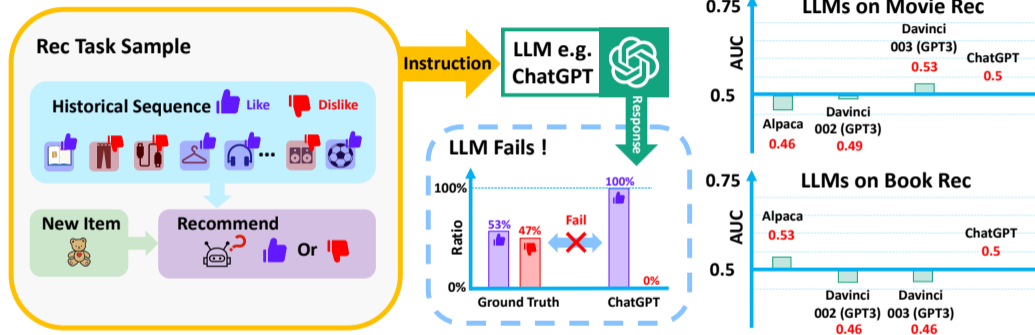 Rec Task Sample
Historical Sequence
Like
Dislike
...
New Item
Recommend
?
Or
Instruction
LLM e.g.
ChatGPT
Response
LLM Fails !
Ratio
100%
0%
53%
47%
Fail
100%
0%
Ground Truth
ChatGPT
LLMs on Movie Rec
AUC
0.75
0.5
Alpaca
0.46
Davinci
002 (GPT3)
0.49
Davinci
003 (GPT3)
0.53
ChatGPT
0.5
LLMs on Book Rec
AUC
0.75
0.5
Alpaca
0.53
Davinci
002 (GPT3)
0.46
Davinci
003 (GPT3)
0.46
ChatGPT
0.5